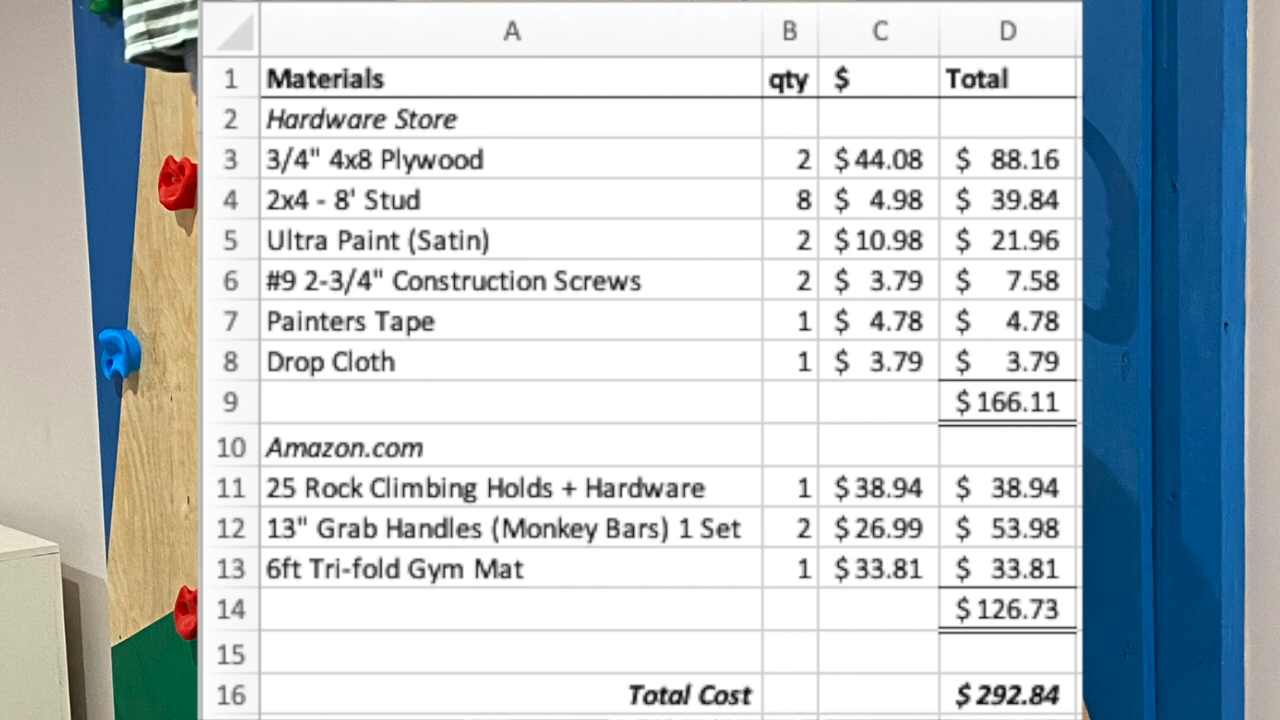 A B C D
1 Materials qty $ Total
2 Hardware Store
3 3/4" 4x8 Plywood 2 $ 44.08 $ 88.16
4 2x4 - 8' Stud 8 $ 4.98 $ 39.84
5 Ultra Paint (Satin) 2 $ 10.98 $ 21.96
6 #9 2-3/4" Construction Screws 2 $ 3.79 $ 7.58
7 Painters Tape 1 $ 4.78 $ 4.78
8 Drop Cloth 1 $ 3.79 $ 3.79
9 $ 166.11
10 Amazon.com
11 25 Rock Climbing Holds + Hardware 1 $ 38.94 $ 38.94
12 13" Grab Handles (Monkey Bars) 1 Set 2 $ 26.99 $ 53.98
13 6ft Tri-fold Gym Mat 1 $ 33.81 $ 33.81
14 $ 126.73
15
16 Total Cost $ 292.84